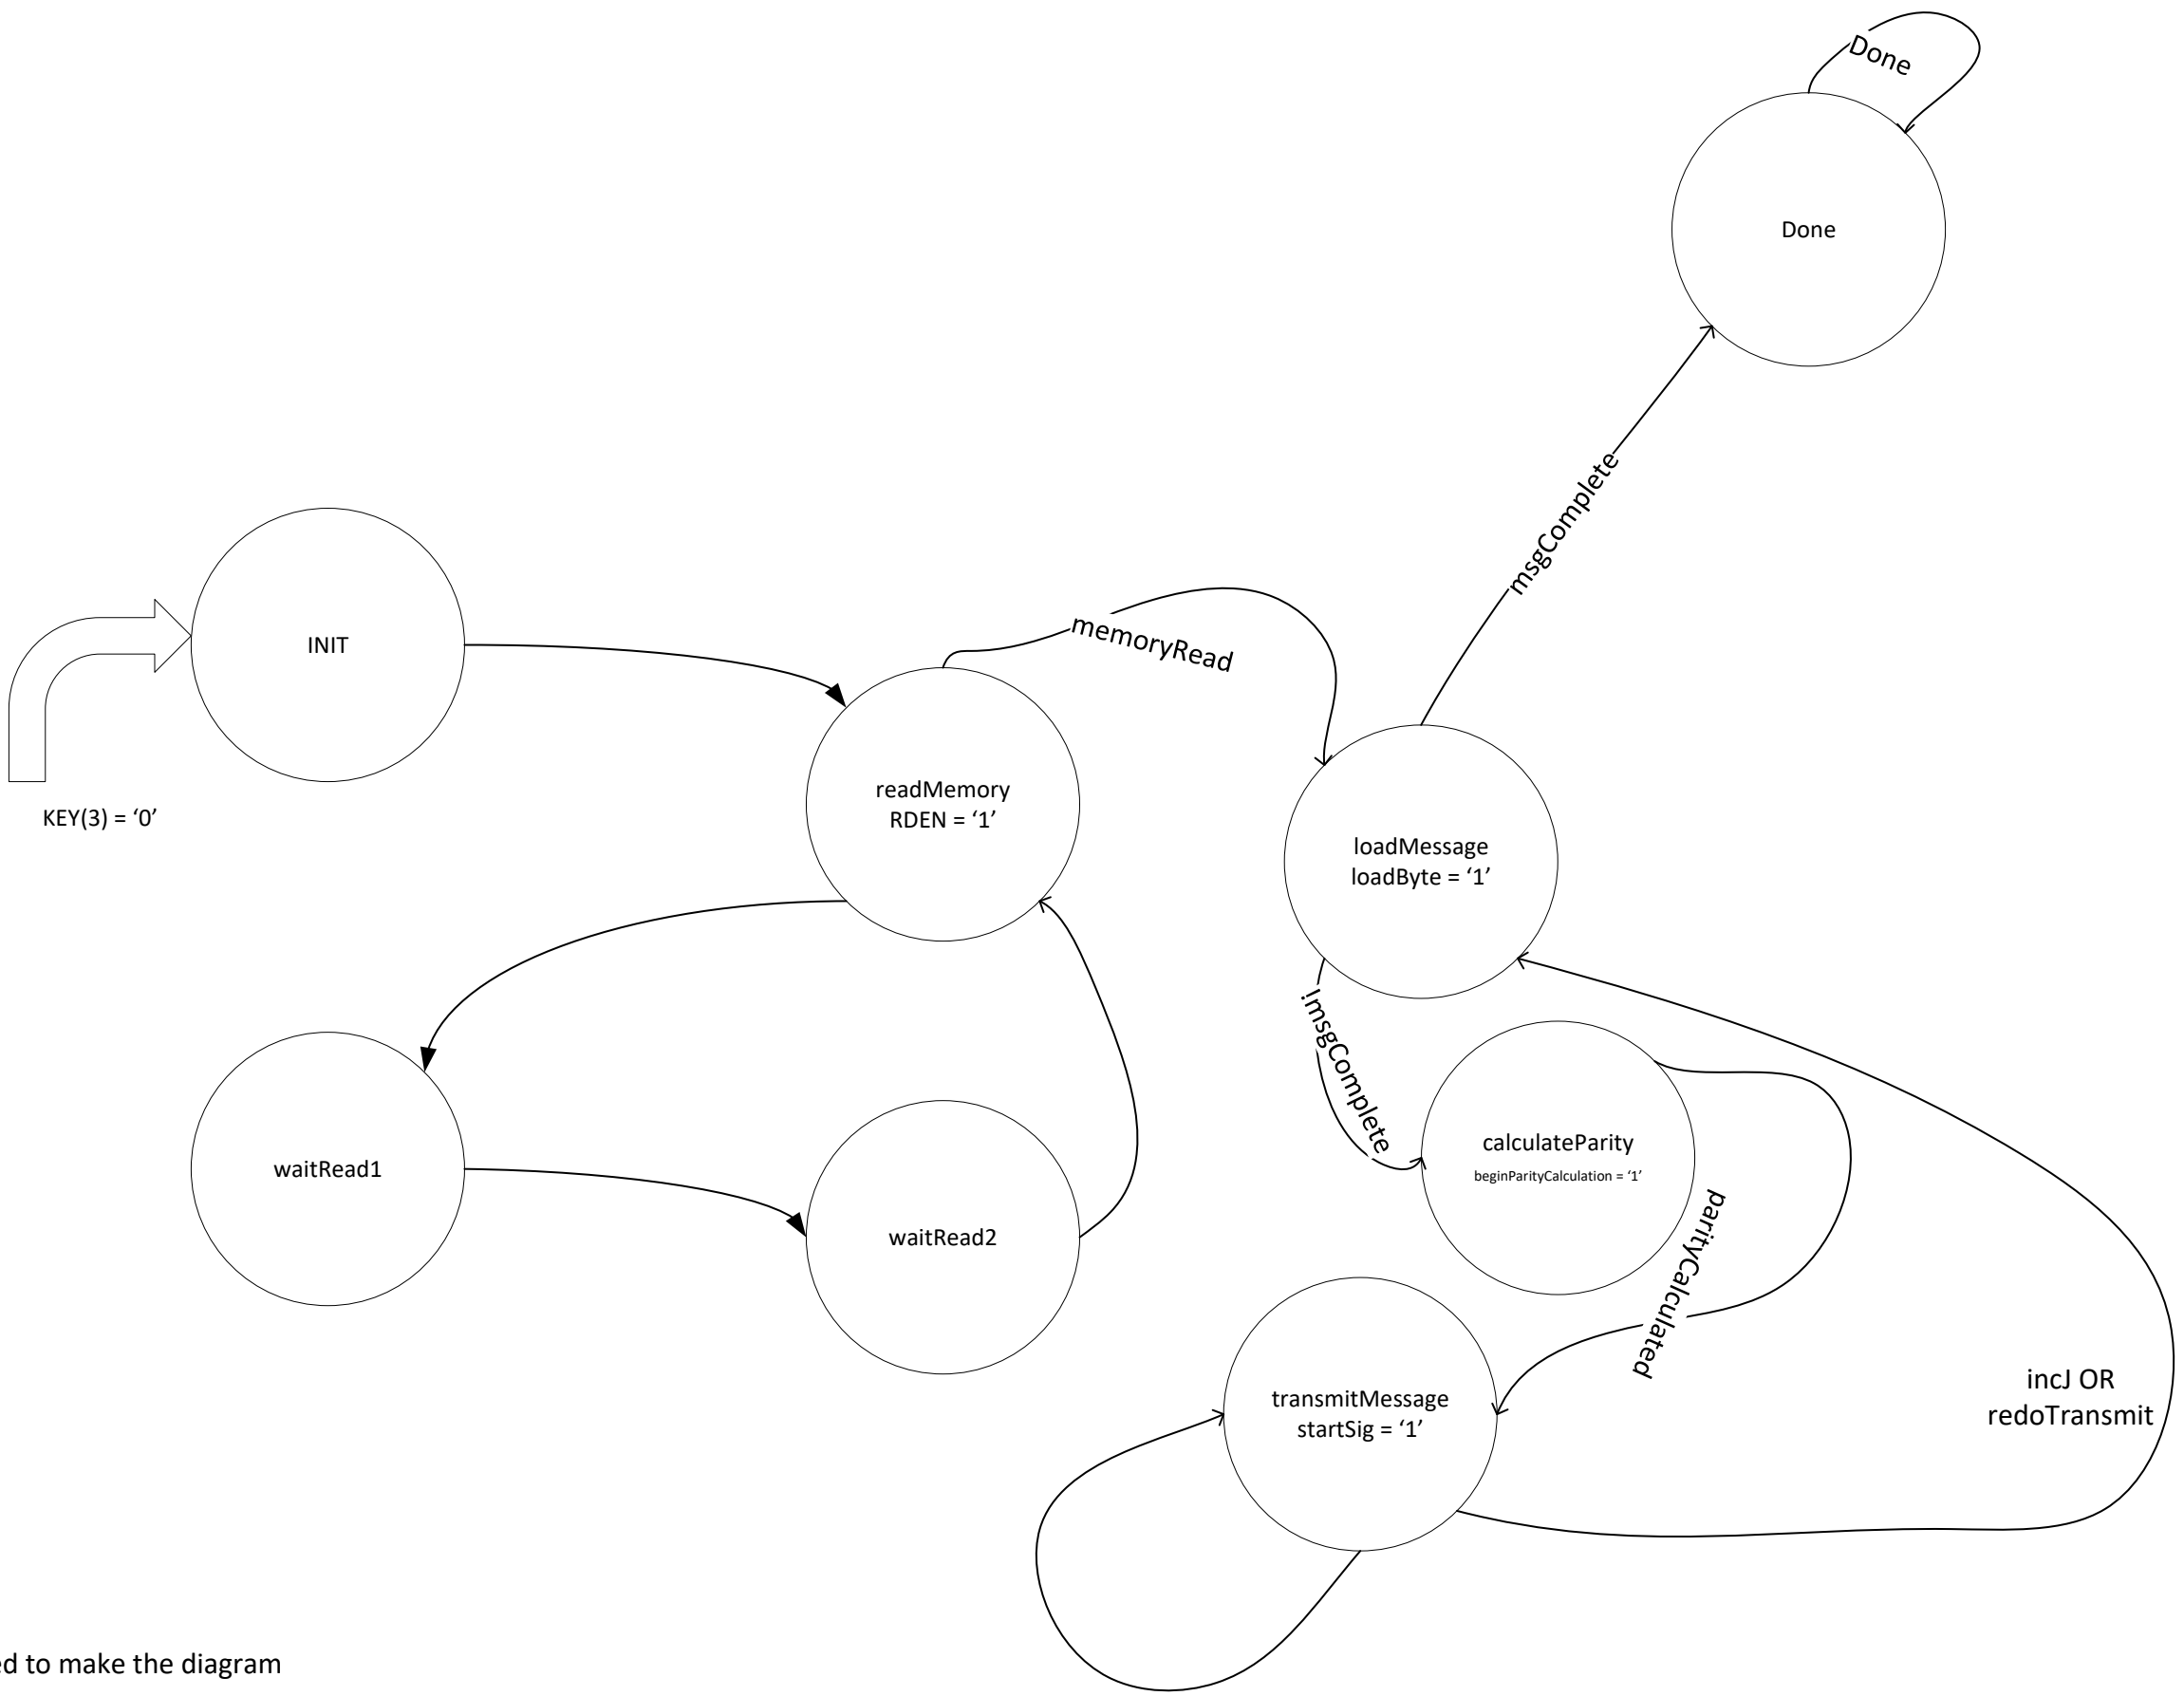 Done
Done
msgComplete
INIT
memoryRead
KEY(3) = ‘0’
readMemory
RDEN = ‘1’
loadMessage
loadByte = ‘1’
!msgComplete
calculateParity
beginParityCalculation = ‘1’
waitRead1
waitRead2
parityCalculated
transmitMessage
startSig = ‘1’
incJ OR
redoTransmit
to make the diagram